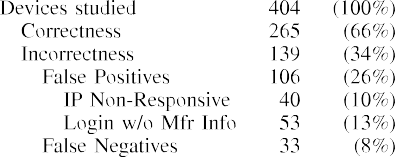 Devices studied 404 (100%)
Correctness 265 (66%)
Incorrectness 139 (34%)
False Positives 106 (26%)
IP Non-Responsive 40 (10%)
Login w/o Mfr Info 53 (13%)
False Negatives 33 (8%)